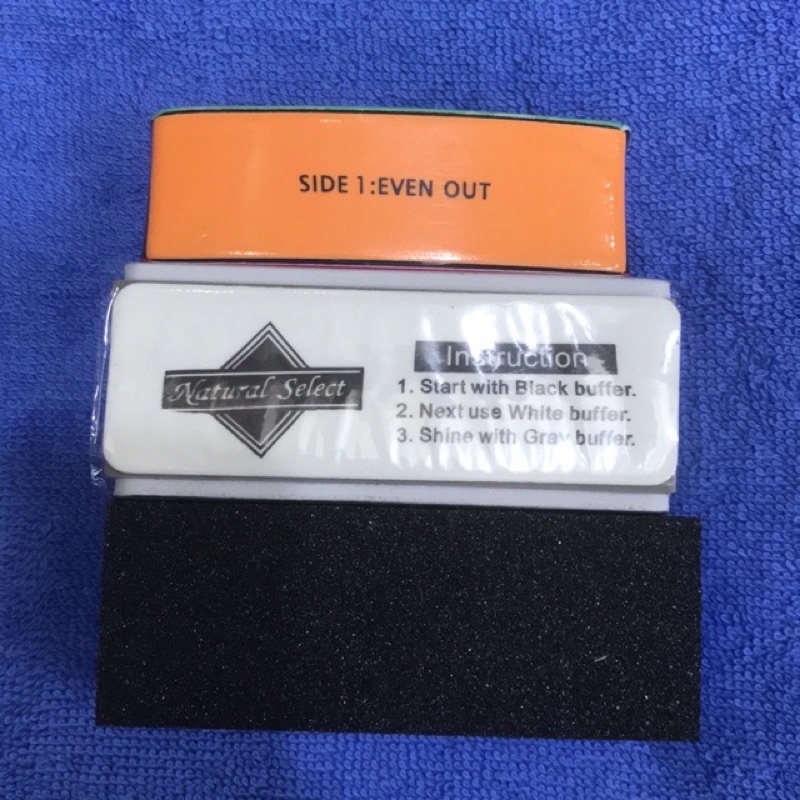 SIDE 1:EVEN OUT
Natural Select
Instruction
1. Start with Black buffer.
2. Next use White buffer.
3. Shine with Gray buffer.